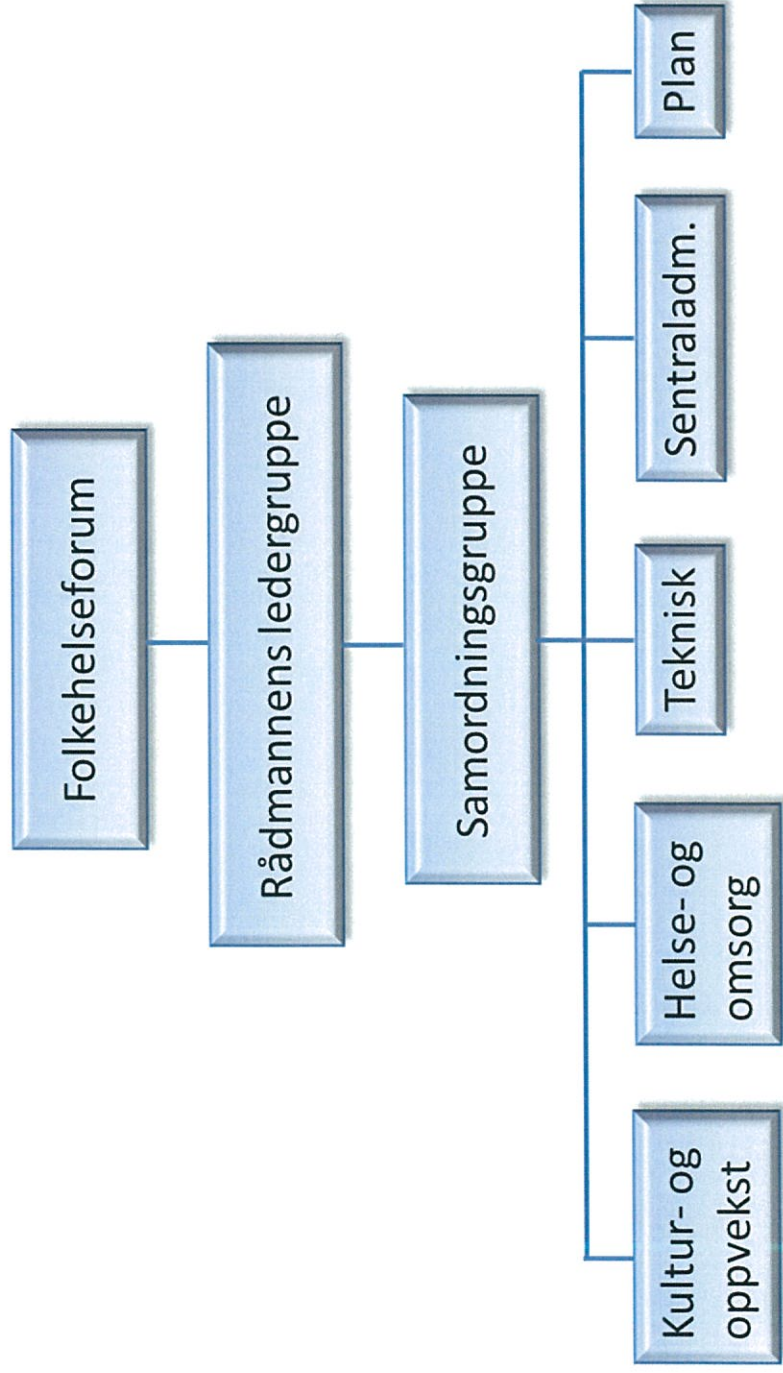 Folkehelseforum
Rådmannens ledergruppe
Samordningsgruppe
Kultur- og
oppvekst
Helse- og
omsorg
Teknisk
Sentraladm.
Plan